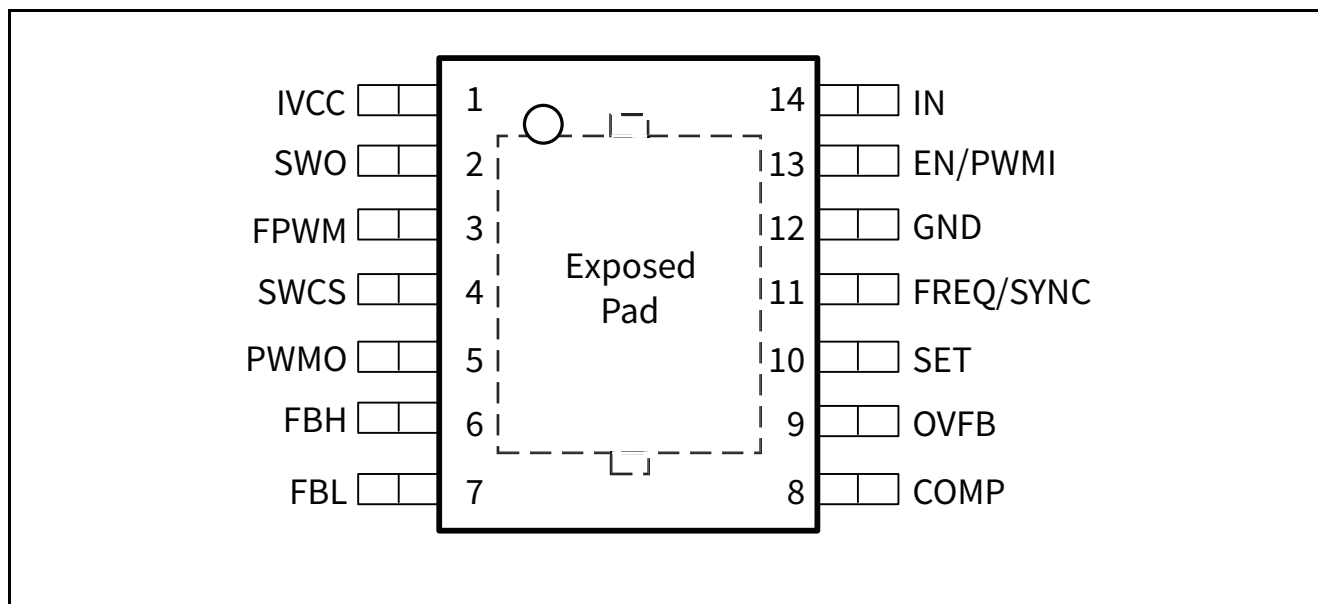 IVCC 1 14 IN
SWO 2 13 EN/PWMI
FPWM 3 12 GND
SWCS 4 11 FREQ/SYNC
Exposed
Pad
PWMO 5 10 SET
FBH 6 9 OVFB
FBL 7 8 COMP